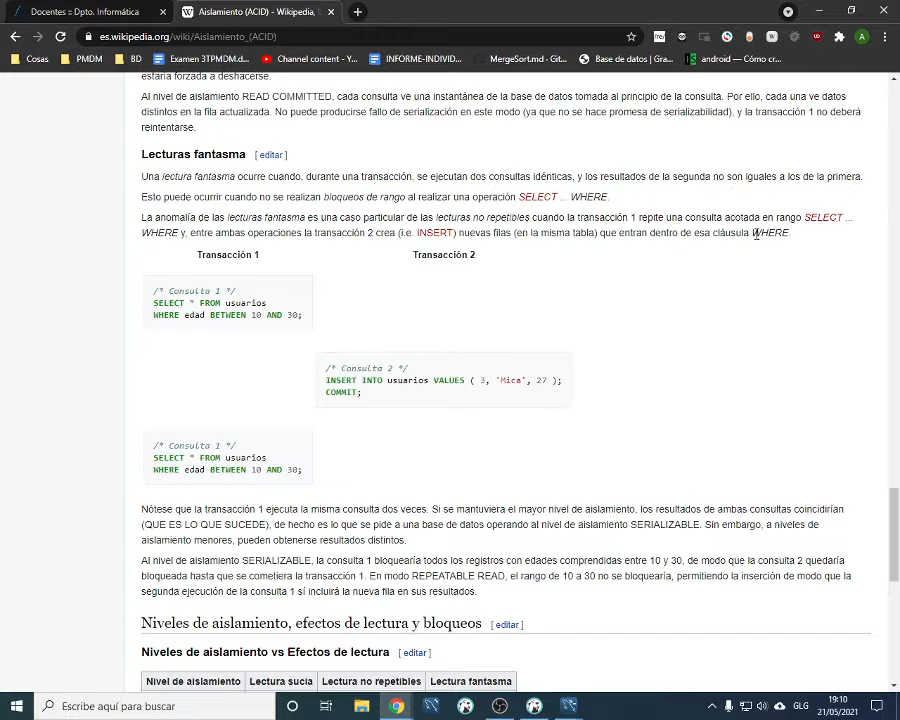 Docentes :: Dpto. Informática
Aislamiento (ACID) - Wikipedia,
es.wikipedia.org/wiki/Aislamiento_(ACID)
Cosas
PMDM
BD
Examen 3TPMDM.d...
Channel content - Y...
INFORME-INDIVID...
MergeSort.md - Git...
Base de datos | Gra...
android — Cómo cr...
estaría forzada a deshacerse.
Al nivel de aislamiento READ COMMITTED, cada consulta ve una instantánea de la base de datos tomada al principio de la consulta. Por ello, cada una ve datos
distintos en la fila actualizada. No puede producirse fallo de serialización en este modo (ya que no se hace promesa de serializabilidad), y la transacción 1 no deberá
reintentarse.
Lecturas fantasma [ editar ]
Una lectura fantasma ocurre cuando, durante una transacción, se ejecutan dos consultas idénticas, y los resultados de la segunda no son iguales a los de la primera.
Esto puede ocurrir cuando no se realizan bloqueos de rango al realizar una operación SELECT ... WHERE.
La anomalía de las lecturas fantasma es una caso particular de las lecturas no repetibles cuando la transacción 1 repite una consulta acotada en rango SELECT ...
WHERE y, entre ambas operaciones la transacción 2 crea (i.e. INSERT) nuevas filas (en la misma tabla) que entran dentro de esa cláusula WHERE.
Transacción 1 Transacción 2
/* Consulta 1 */
SELECT * FROM usuarios
WHERE edad BETWEEN 10 AND 30;
/* Consulta 2 */
INSERT INTO usuarios VALUES ( 3, 'Mica', 27 );
COMMIT;
/* Consulta 1 */
SELECT * FROM usuarios
WHERE edad BETWEEN 10 AND 30;
Nótese que la transacción 1 ejecuta la misma consulta dos veces. Si se mantuviera el mayor nivel de aislamiento, los resultados de ambas consultas coincidirían
(QUE ES LO QUE SUCEDE), de hecho es lo que se pide a una base de datos operando al nivel de aislamiento SERIALIZABLE. Sin embargo, a niveles de
aislamiento menores, pueden obtenerse resultados distintos.
Al nivel de aislamiento SERIALIZABLE, la consulta 1 bloquearía todos los registros con edades comprendidas entre 10 y 30, de modo que la consulta 2 quedaría
bloqueada hasta que se cometiera la transacción 1. En modo REPEATABLE READ, el rango de 10 a 30 no se bloquearía, permitiendo la inserción de modo que la
segunda ejecución de la consulta 1 sí incluirá la nueva fila en sus resultados.
Niveles de aislamiento, efectos de lectura y bloqueos [ editar ]
Niveles de aislamiento vs Efectos de lectura [ editar ]
Nivel de aislamiento Lectura sucia Lectura no repetibles Lectura fantasma
Escribe aquí para buscar
GLG
19:10
21/05/2021